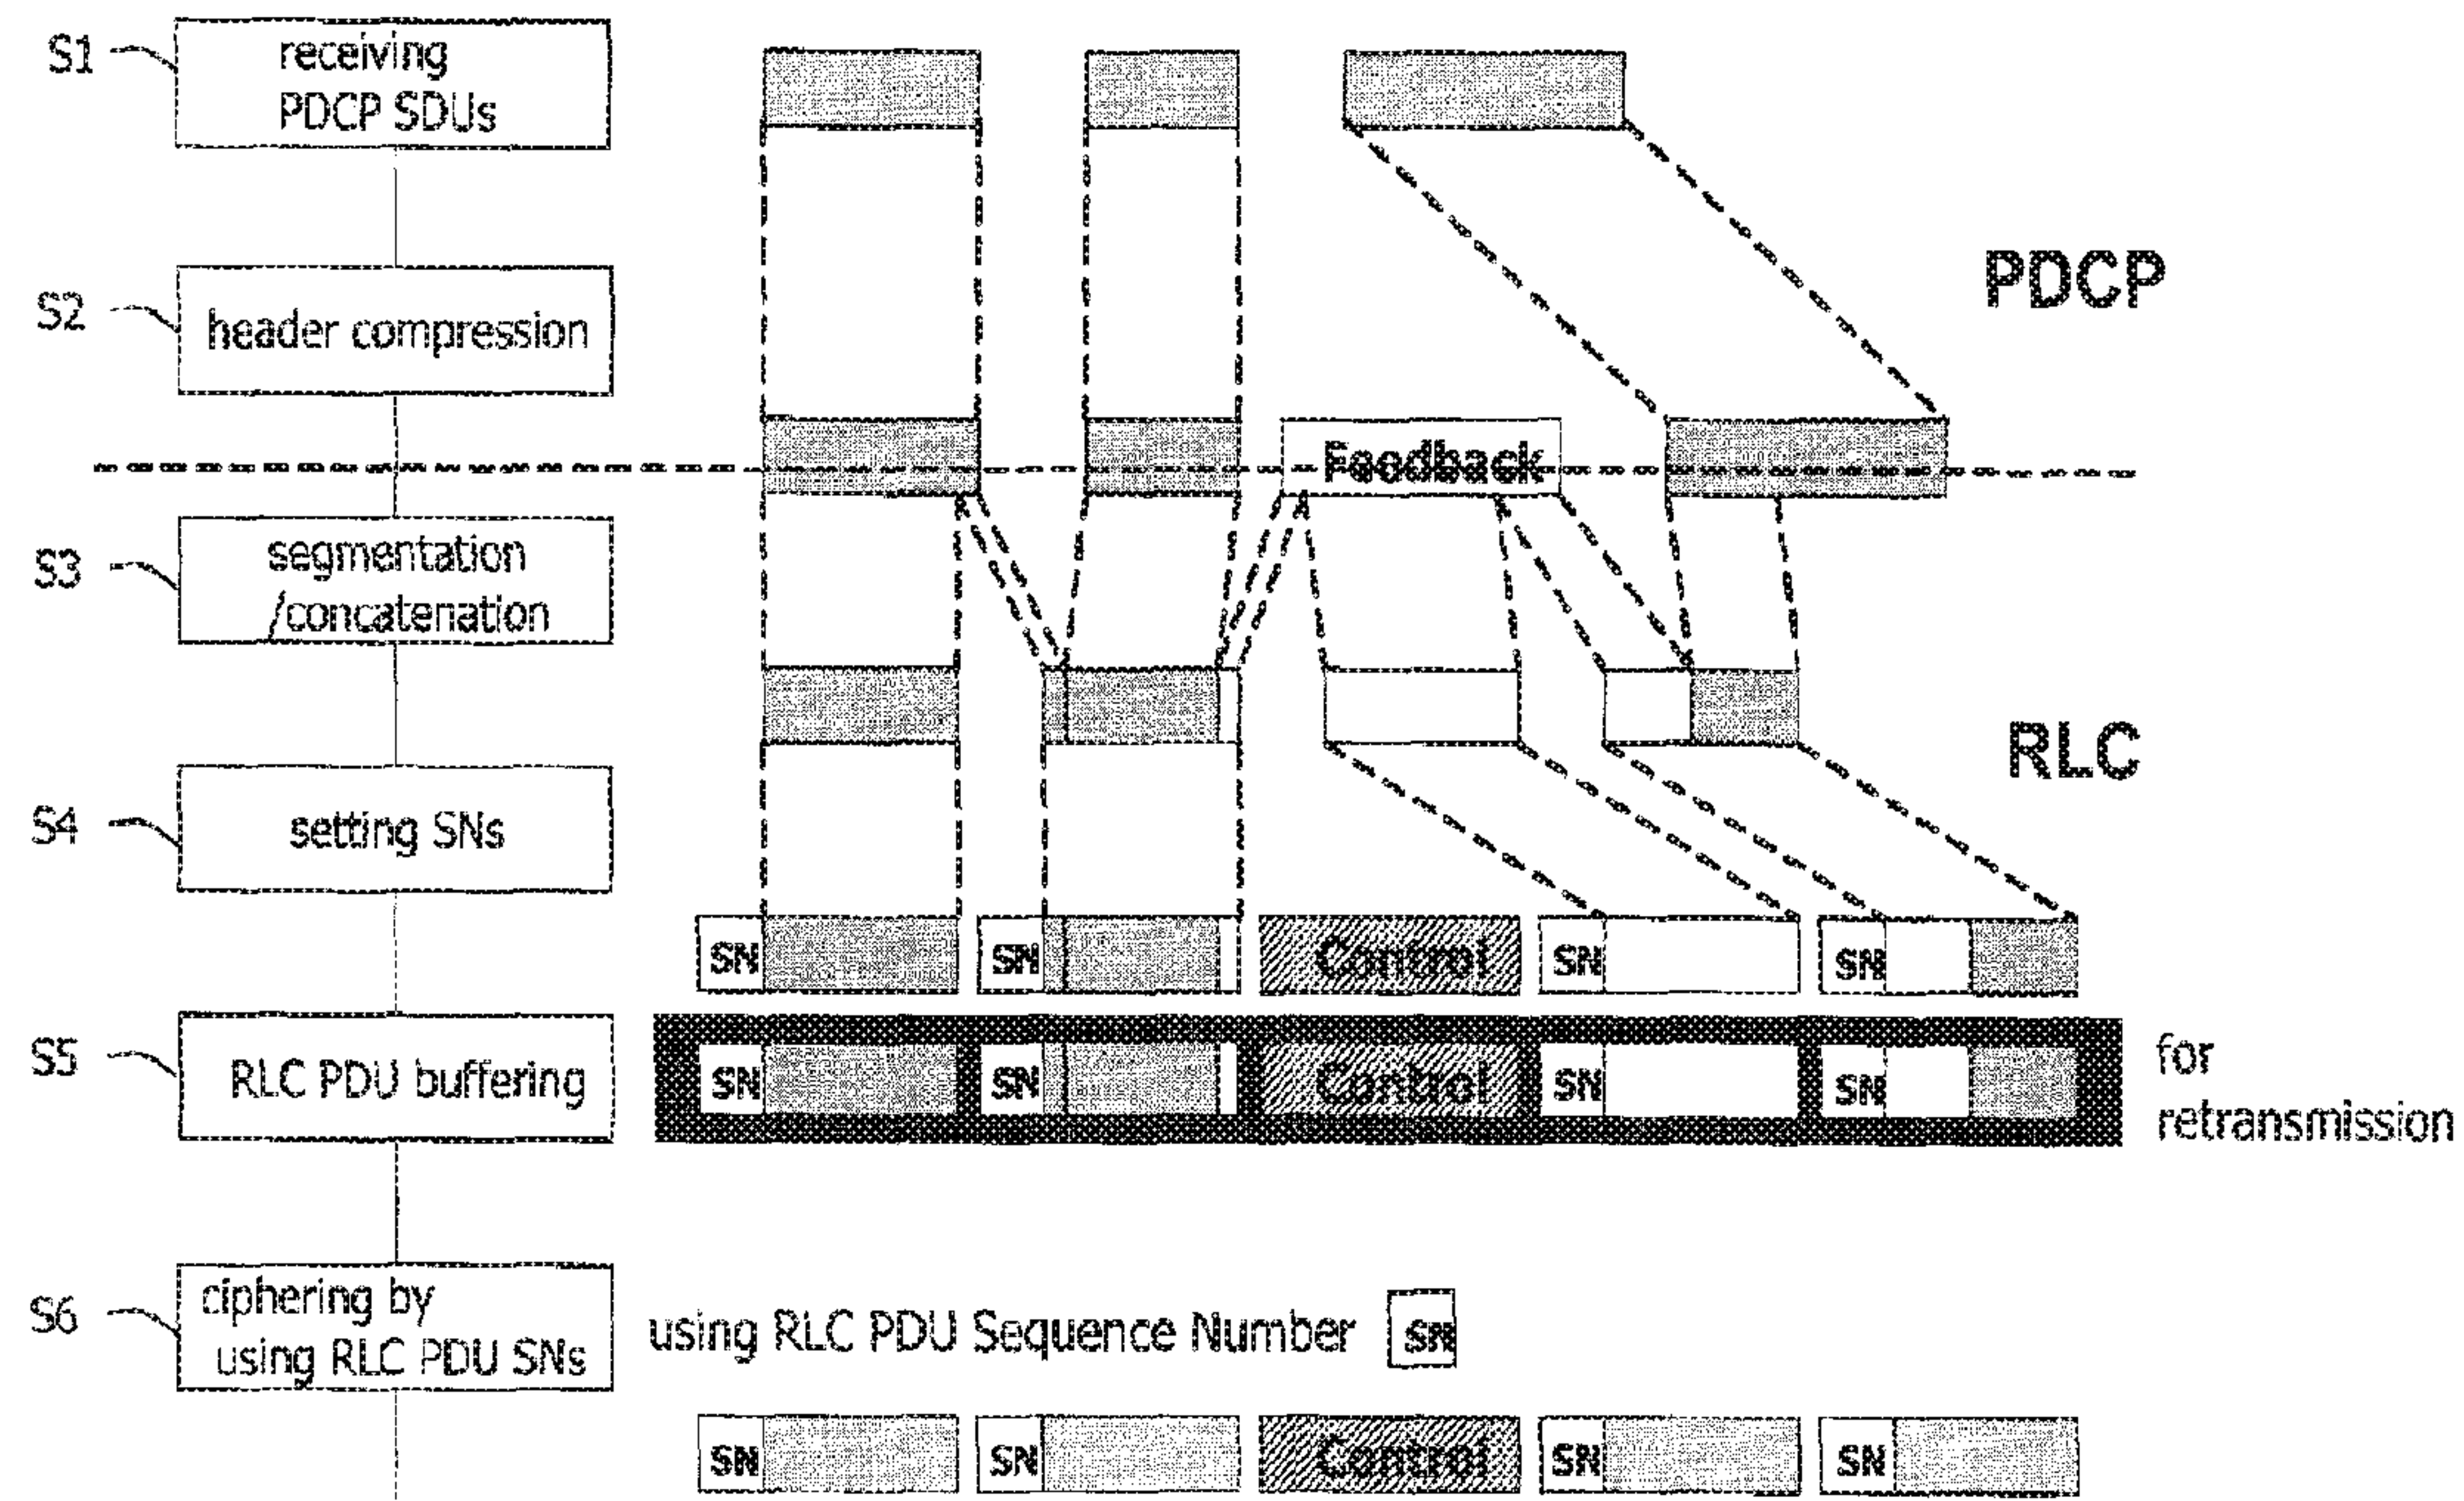 S1
receiving
PDCP SDUs
S2
header compression
PDCP
Feedback
S3
segmentation
/concatenation
RLC
S4
setting SNs
SN
SN
Control
SN
SN
S5
RLC PDU buffering
SN
SN
Control
SN
SN
for
retransmission
S6
ciphering by
using RLC PDU SNs
using RLC PDU Sequence Number SN
SN
SN
Control
SN
SN